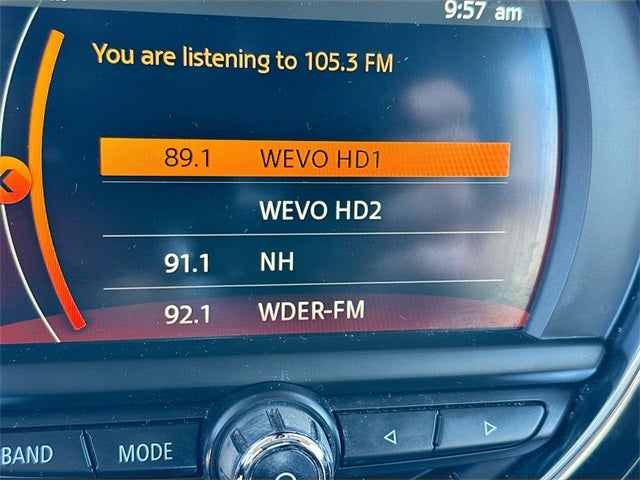 9:57 am
You are listening to 105.3 FM
89.1 WEVO HD1
WEVO HD2
91.1 NH
92.1 WDER-FM
BAND MODE